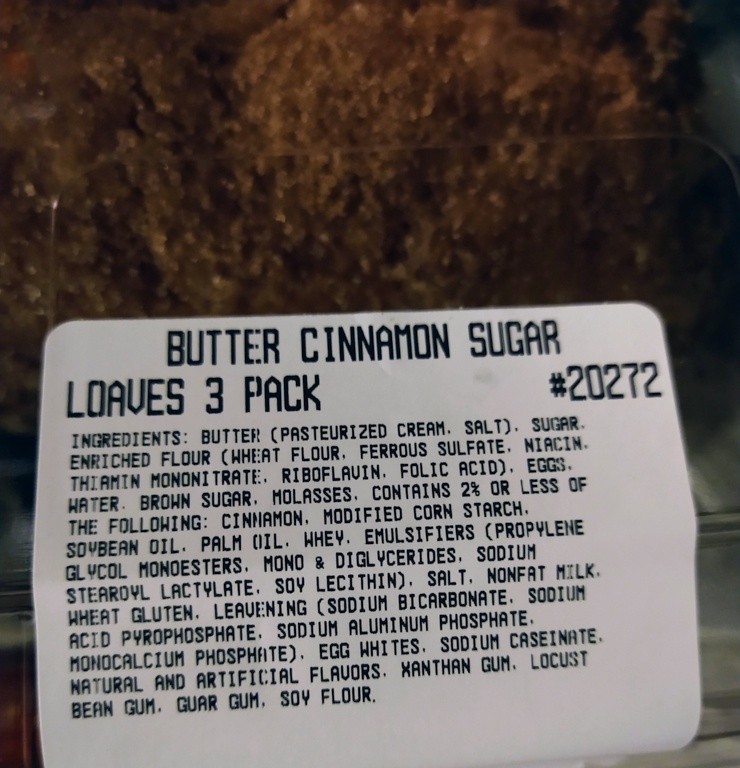 BUTTER CINNAMON SUGAR
LOAVES 3 PACK #20272
INGREDIENTS: BUTTER (PASTEURIZED CREAM, SALT), SUGAR,
ENRICHED FLOUR (WHEAT FLOUR, FERROUS SULFATE, NIACIN,
THIAMIN MONONITRATE, RIBOFLAVIN, FOLIC ACID), EGGS,
WATER, BROWN SUGAR, MOLASSES, CONTAINS 2% OR LESS OF
THE FOLLOWING: CINNAMON, MODIFIED CORN STARCH,
SOYBEAN OIL, PALM OIL, WHEY, EMULSIFIERS (PROPYLENE
GLYCOL MONOESTERS, MONO & DIGLYCERIDES, SODIUM
STEAROYL LACTYLATE, SOY LECITHIN), SALT, NONFAT MILK,
WHEAT GLUTEN, LEAVENING (SODIUM BICARBONATE, SODIUM
ACID PYROPHOSPHATE, SODIUM ALUMINUM PHOSPHATE,
MONOCALCIUM PHOSPHATE), EGG WHITES, SODIUM CASEINATE,
NATURAL AND ARTIFICIAL FLAVORS, XANTHAN GUM, LOCUST
BEAN GUM, GUAR GUM, SOY FLOUR.